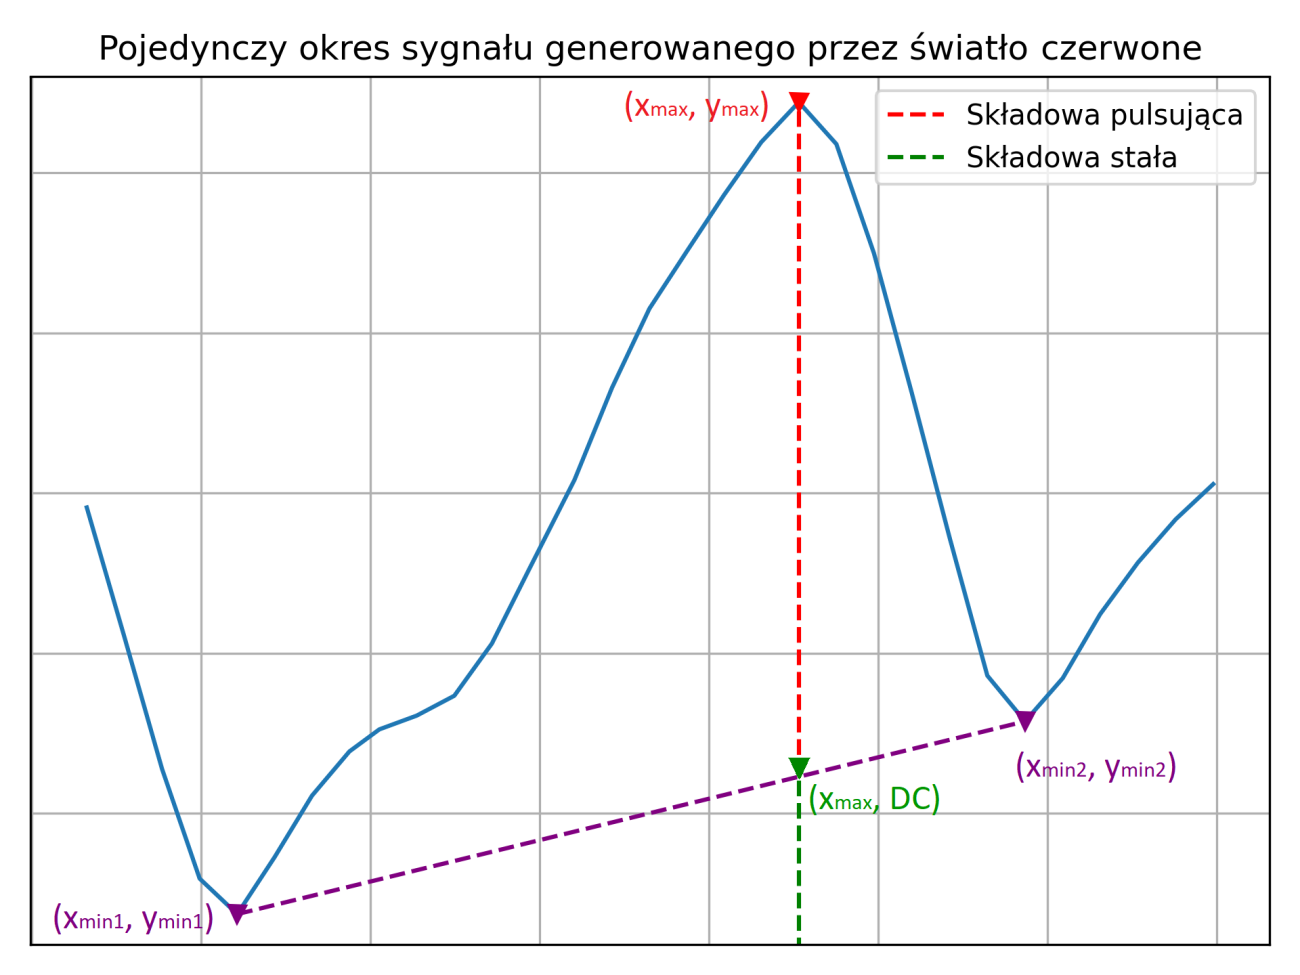 Pojedynczy okres sygnału generowanego przez światło czerwone
(xmax, ymax)
Składowa pulsująca
Składowa stała
(xmin2, ymin2)
(xmax, DC)
(xmin1, ymin1)